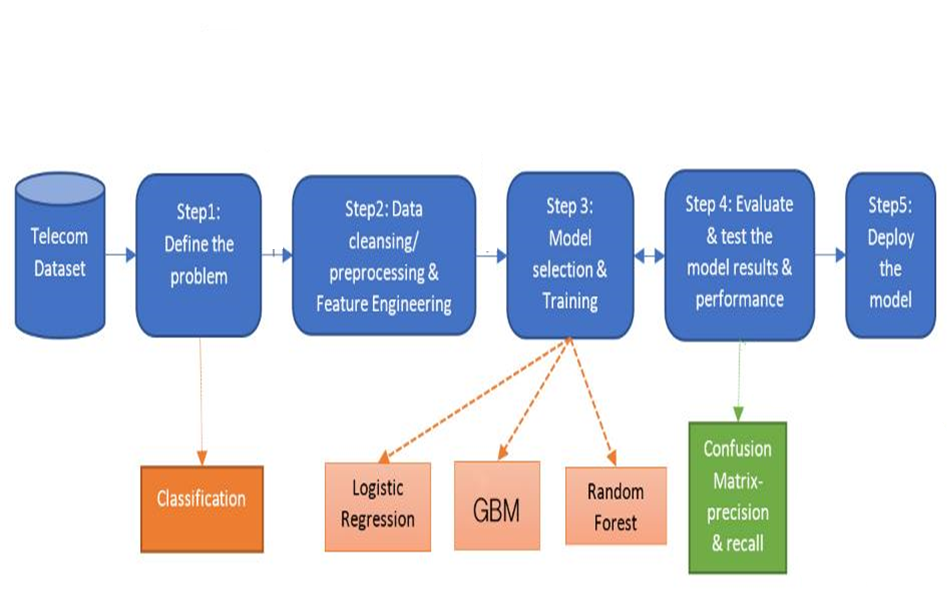 Telecom
Dataset
Step1:
Define the
problem
Step2: Data
cleansing/
preprocessing &
Feature Engineering
Step 3:
Model
selection &
Training
Step 4: Evaluate
& test the
model results &
performance
Step5:
Deploy
the
model
Classification
Logistic
Regression
GBM
Random
Forest
Confusion
Matrix-
precision
& recall